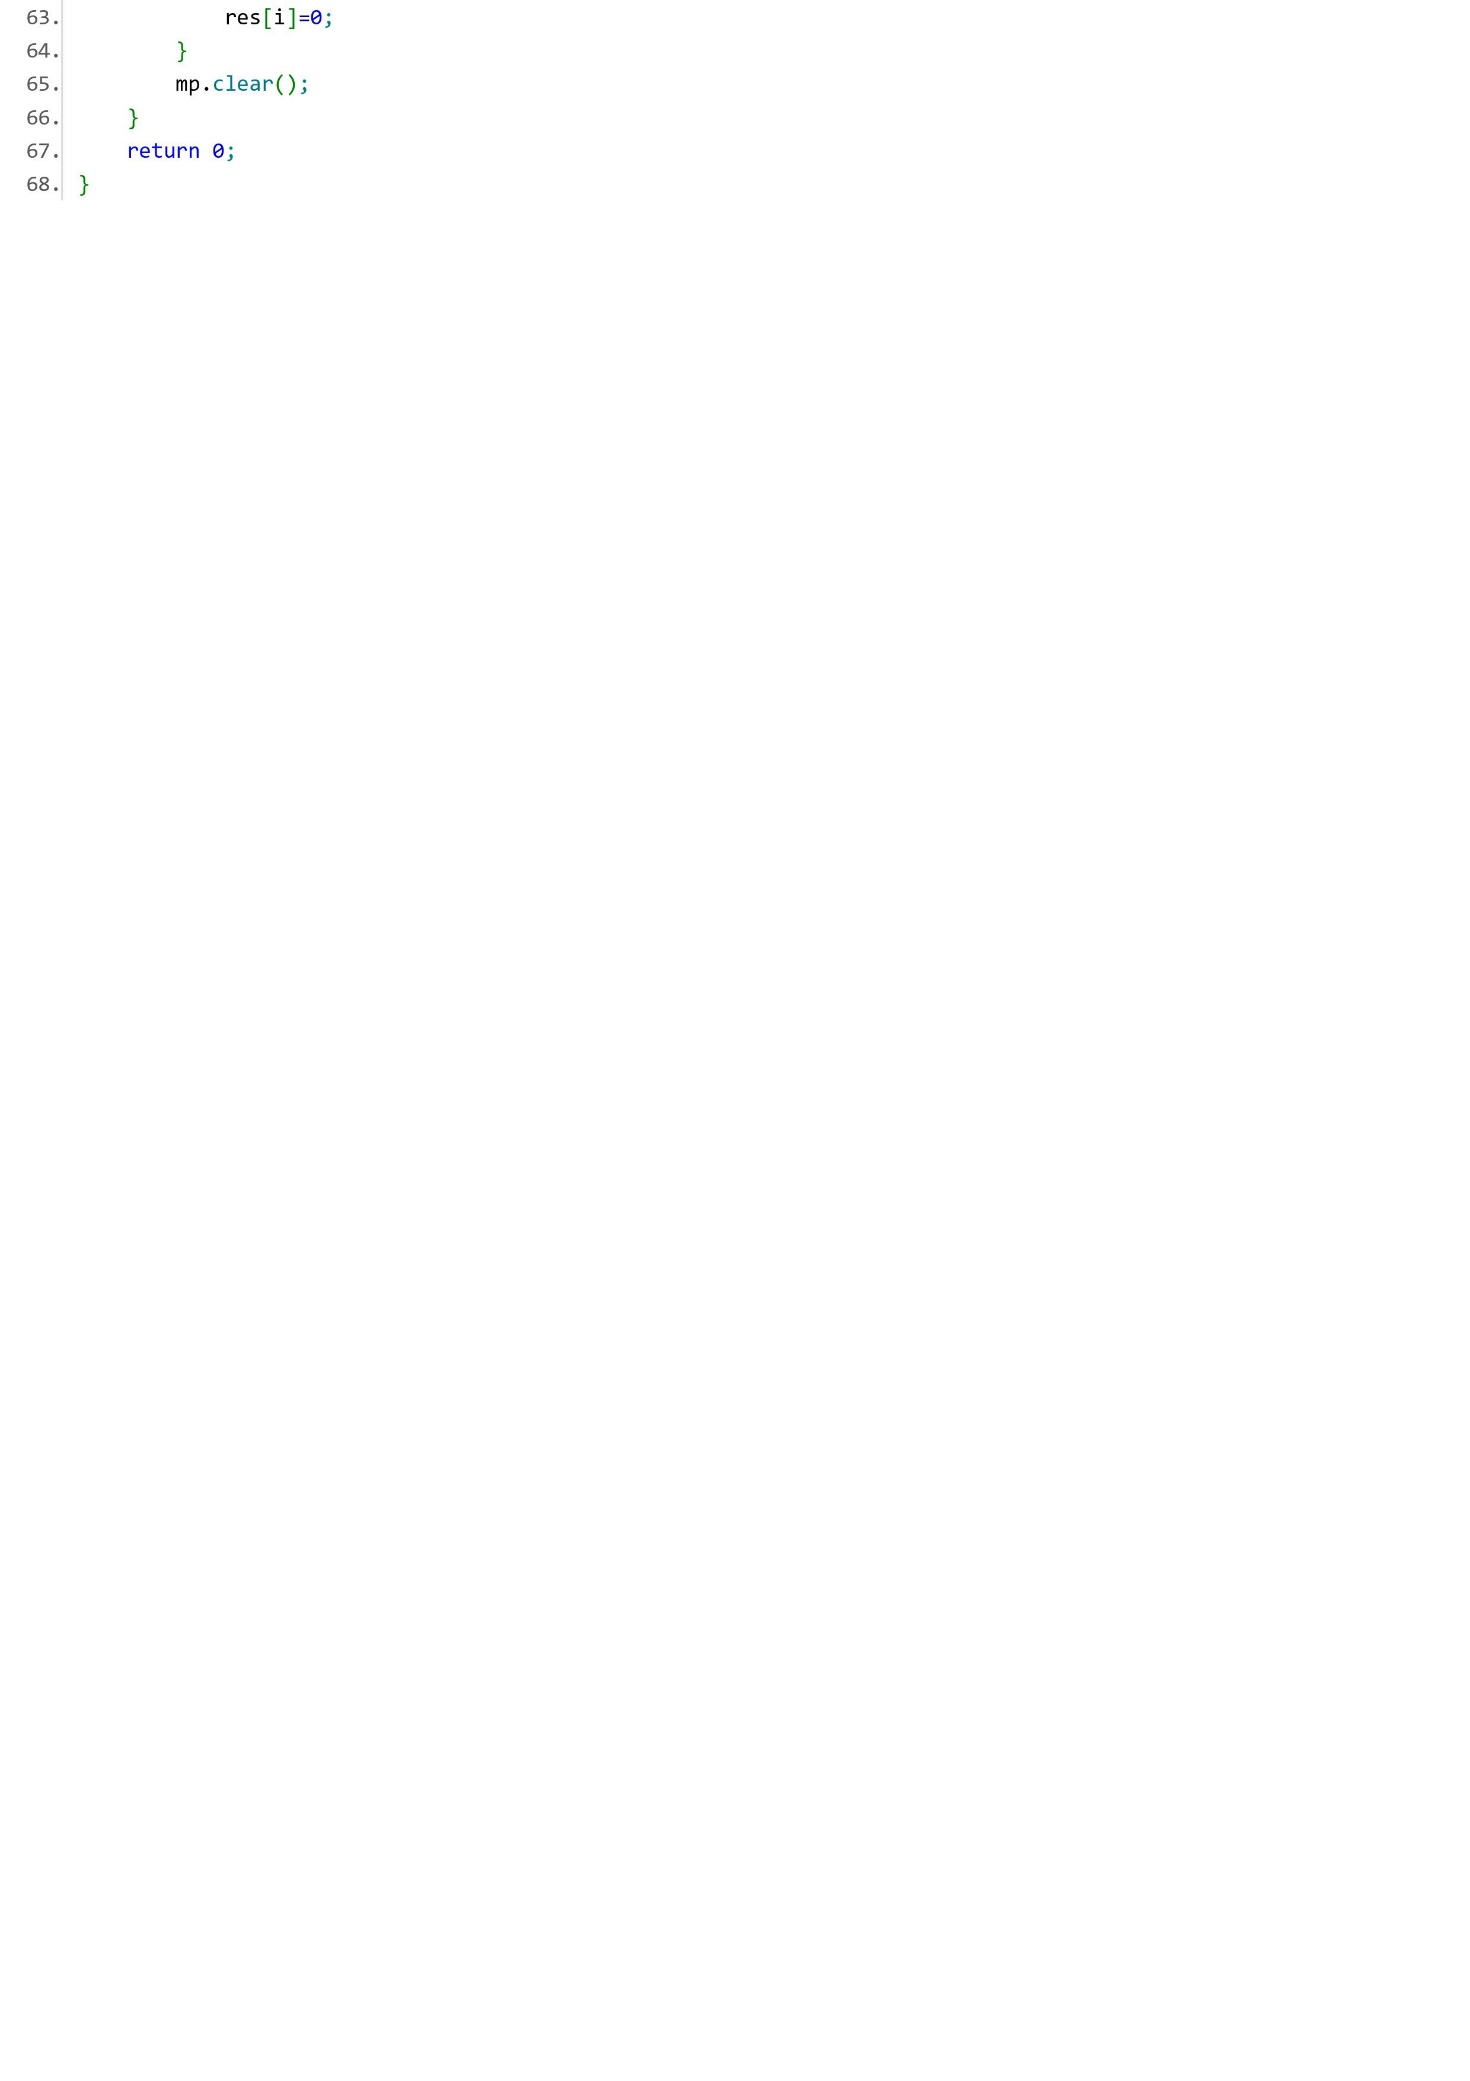 63.            res[i]=0;
64.        }
65.        mp.clear();
66.    }
67.    return 0;
68.}